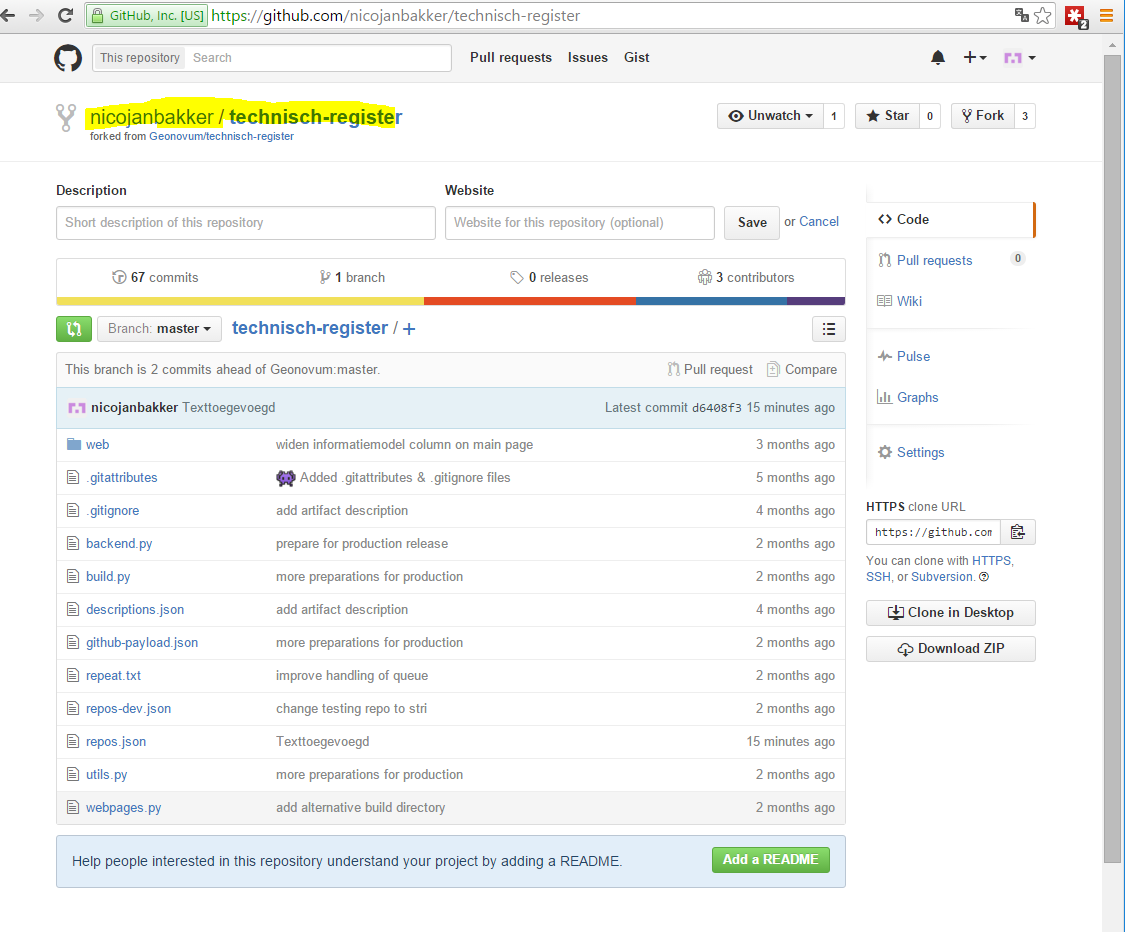 GitHub, Inc. [US] https://github.com/nicojanbakker/technisch-register
2
This repository Search Pull requests Issues Gist
nicojanbakker / technisch-register
forked from Geonovum/technisch-register
Unwatch 1 Star 0 Fork 3
Description Website
Short description of this repository Website for this repository (optional) Save or Cancel
67 commits 1 branch 0 releases 3 contributors
Branch: master technisch-register / +
This branch is 2 commits ahead of Geonovum:master. Pull request Compare
nicojanbakker Texttoegevoegd Latest commit d6408f3 15 minutes ago
web widen informatiemodel column on main page 3 months ago
.gitattributes Added .gitattributes & .gitignore files 5 months ago
.gitignore add artifact description 4 months ago
backend.py prepare for production release 2 months ago
build.py more preparations for production 2 months ago
descriptions.json add artifact description 4 months ago
github-payload.json more preparations for production 2 months ago
repeat.txt improve handling of queue 2 months ago
repos-dev.json change testing repo to stri 2 months ago
repos.json Texttoegevoegd 15 minutes ago
utils.py more preparations for production 2 months ago
webpages.py add alternative build directory 2 months ago
Help people interested in this repository understand your project by adding a README. Add a README
Code
Pull requests 0
Wiki
Pulse
Graphs
Settings
HTTPS clone URL
https://github.com
You can clone with HTTPS,
SSH, or Subversion.
Clone in Desktop
Download ZIP